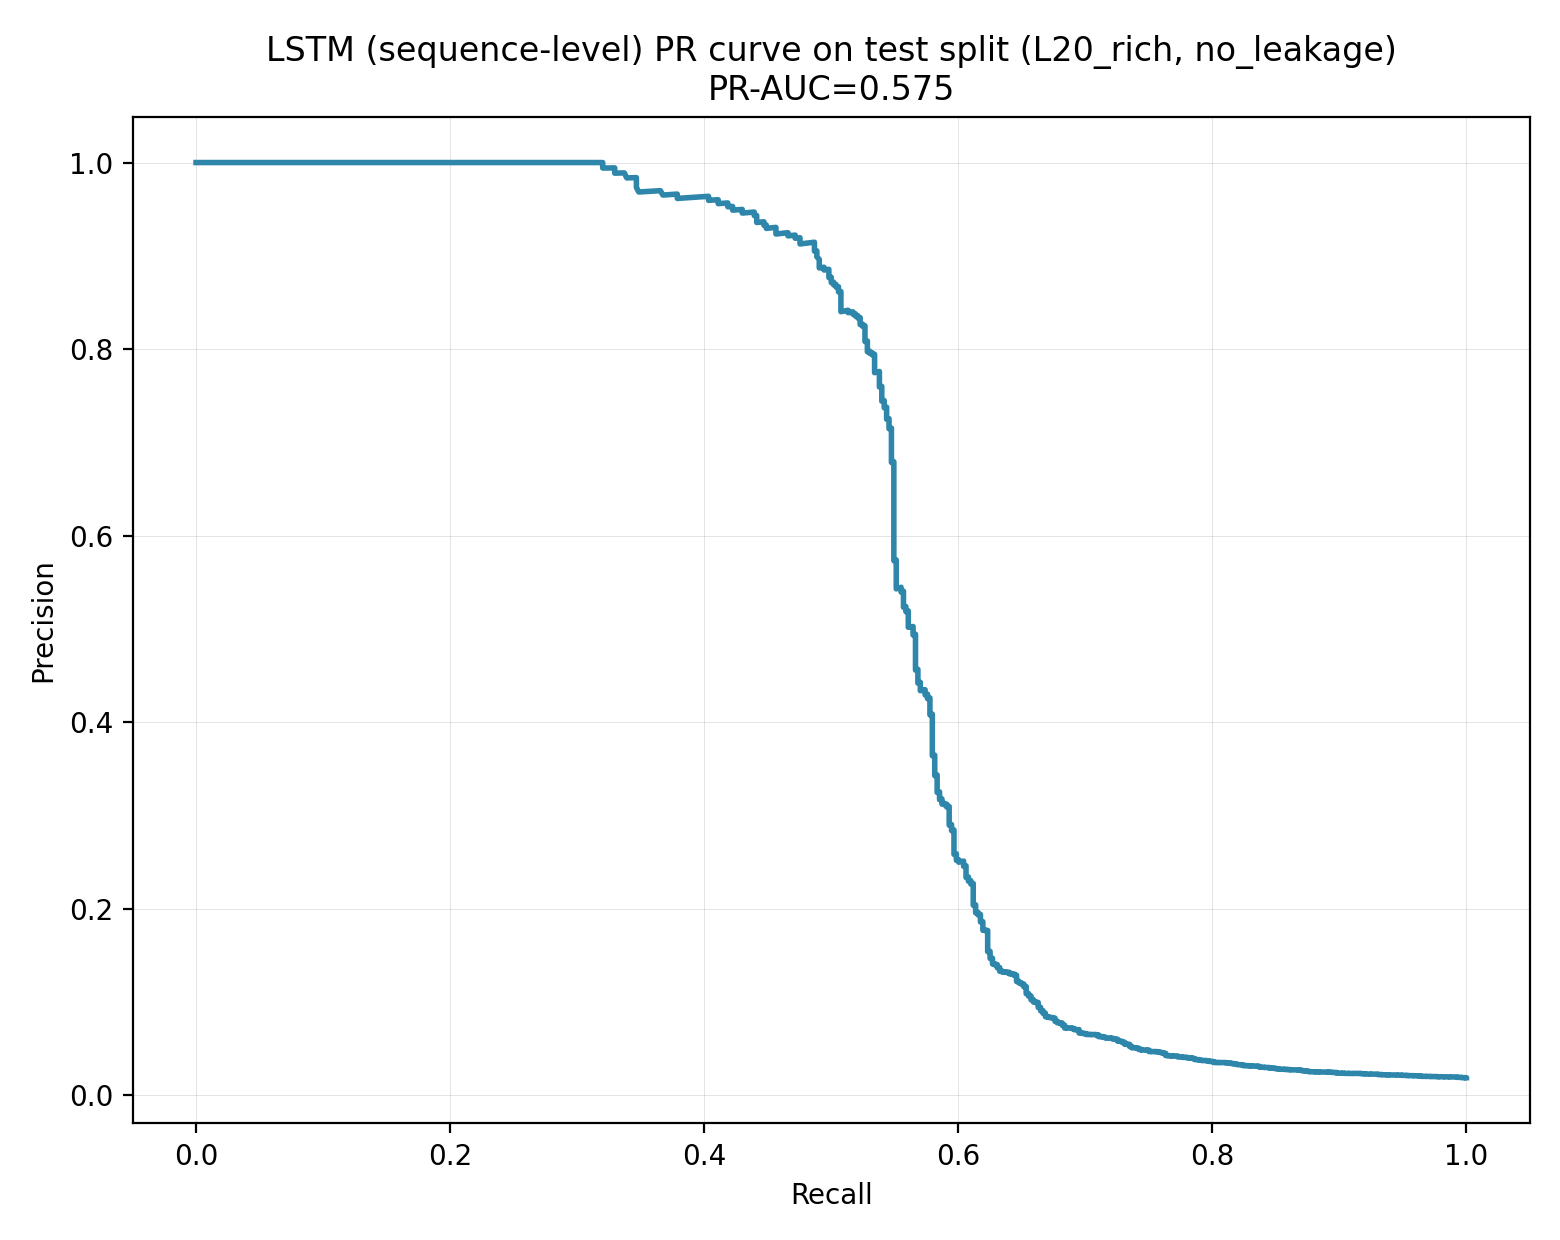 LSTM (sequence-level) PR curve on test split (L20_rich, no_leakage)
PR-AUC=0.575
1.0
0.8
0.6
0.4
0.2
0.0
Precision
0.0 0.2 0.4 0.6 0.8 1.0
Recall